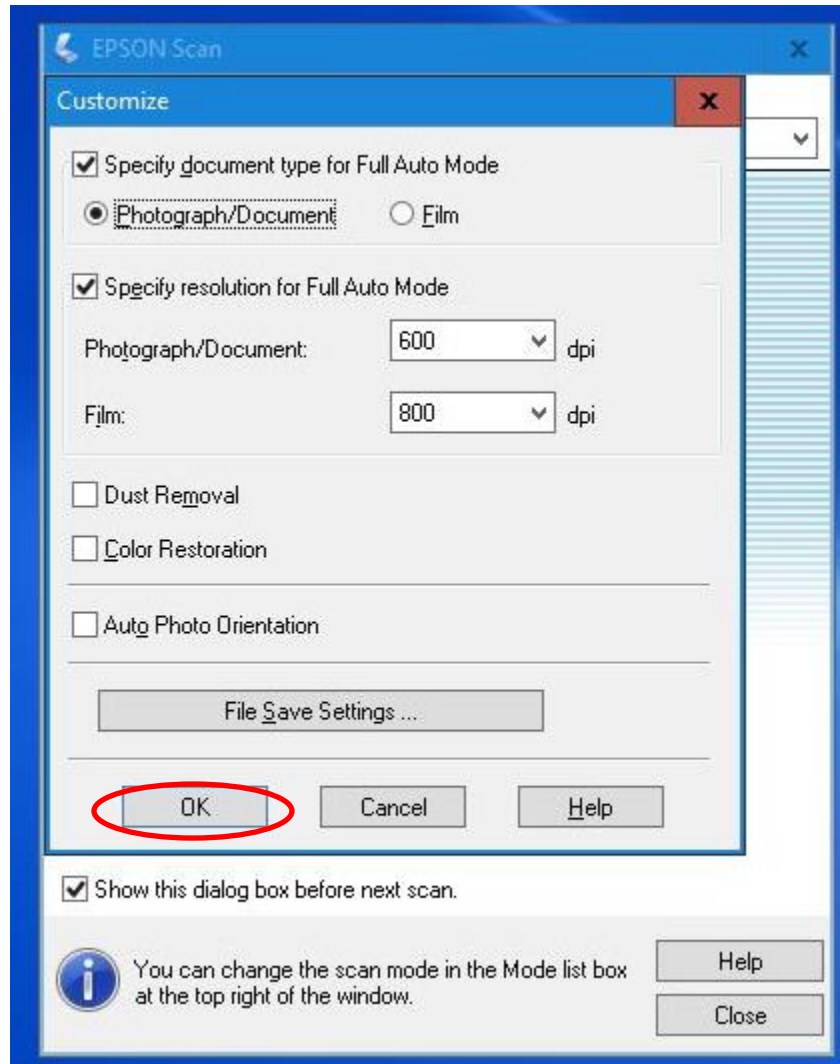 EPSON Scan
Customize
Specify document type for Full Auto Mode
Photograph/Document Film
Specify resolution for Full Auto Mode
Photograph/Document: 600 dpi
Film: 800 dpi
Dust Removal
Color Restoration
Auto Photo Orientation
File Save Settings ...
OK Cancel Help
Show this dialog box before next scan.
You can change the scan mode in the Mode list box
at the top right of the window.
Help
Close